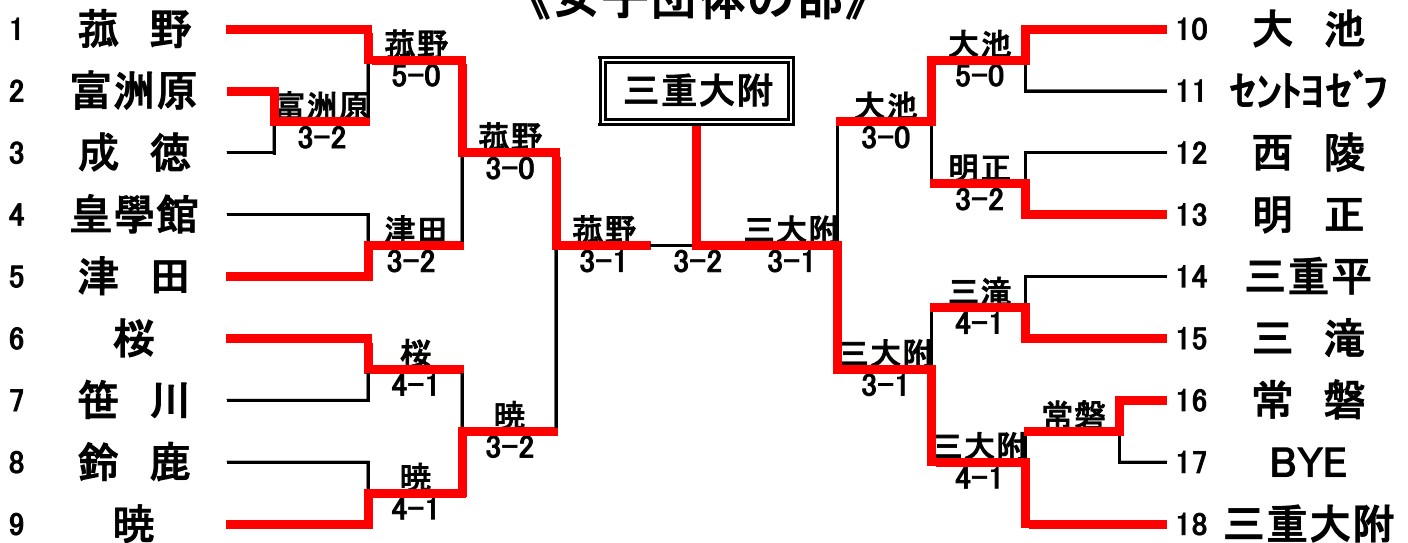 《女子団体の部》
1 菰 野
2 富洲原
3 成 徳
4 皇學館
5 津 田
6 桜
7 笹 川
8 鈴 鹿
9 暁
富洲原
3-2
菰野
5-0
津田
3-2
桜
4-1
暁
4-1
菰野
3-0
暁
3-2
菰野
3-1
三重大附
3-2
三大附
3-1
大池
3-0
三大附
3-1
大池
5-0
明正
3-2
三滝
4-1
三大附
4-1
常磐
10 大 池
11 セントヨゼフ
12 西 陵
13 明 正
14 三重平
15 三 滝
16 常 磐
17 BYE
18 三重大附